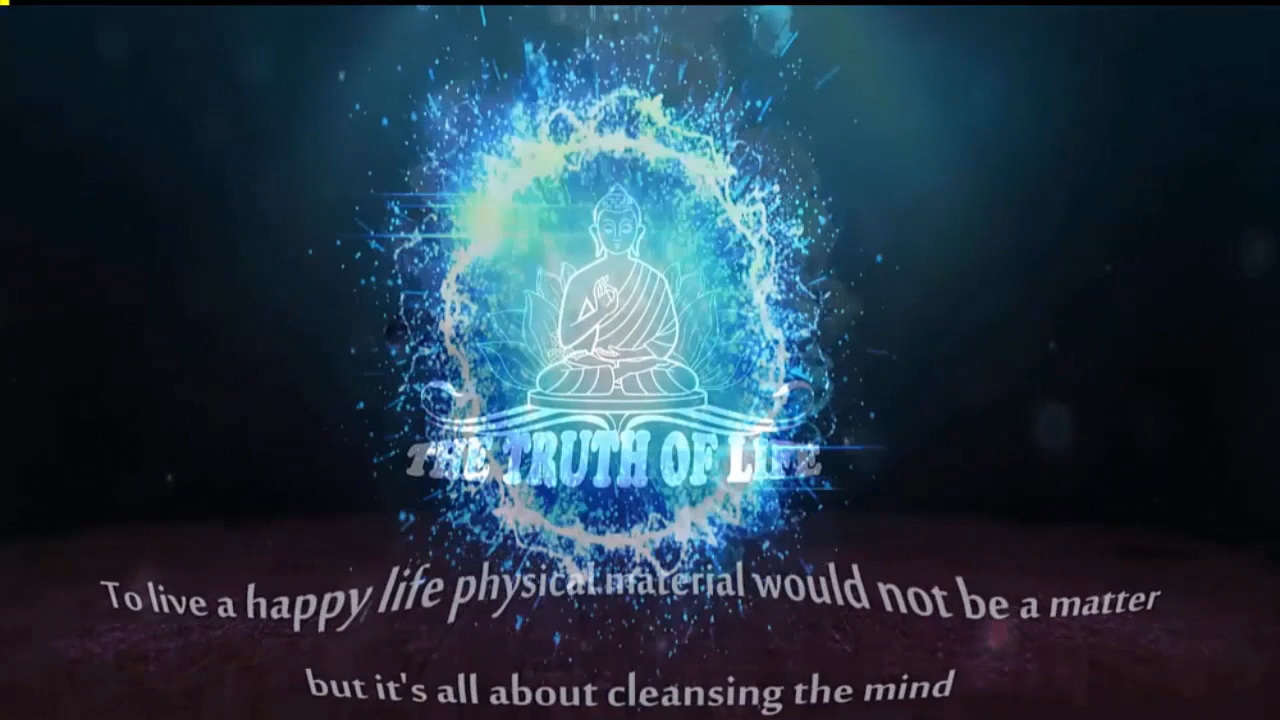 THE TRUTH OF LIFE
To live a happy life physical material would not be a matter
but it's all about cleansing the mind